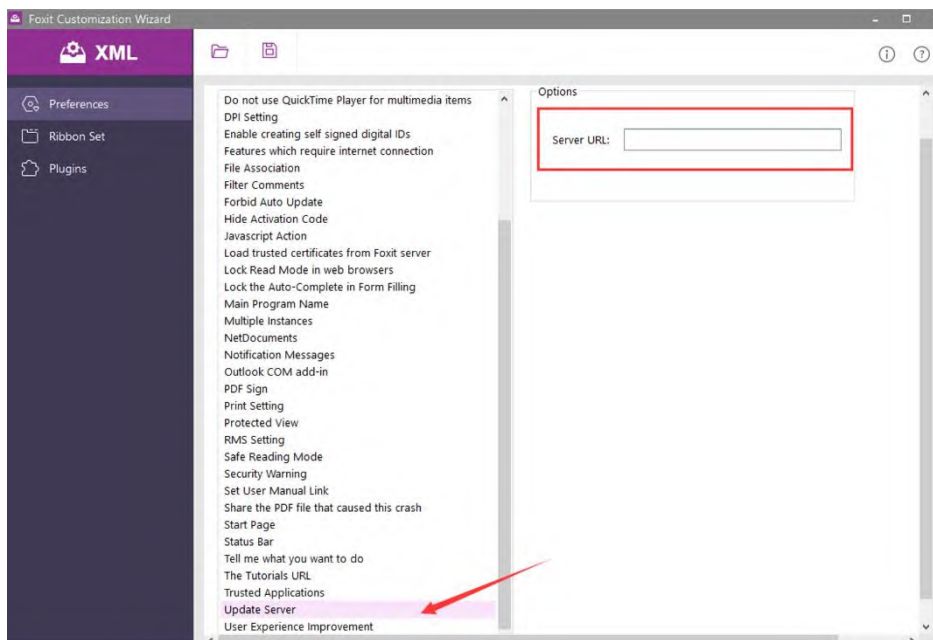 Foxit Customization Wizard
XML
Preferences
Ribbon Set
Plugins
Do not use QuickTime Player for multimedia items
DPI Setting
Enable creating self signed digital IDs
Features which require internet connection
File Association
Filter Comments
Forbid Auto Update
Hide Activation Code
Javascript Action
Load trusted certificates from Foxit server
Lock Read Mode in web browsers
Lock the Auto-Complete in Form Filling
Main Program Name
Multiple Instances
NetDocuments
Notification Messages
Outlook COM add-in
PDF Sign
Print Setting
Protected View
RMS Setting
Safe Reading Mode
Security Warning
Set User Manual Link
Share the PDF file that caused this crash
Start Page
Status Bar
Tell me what you want to do
The Tutorials URL
Trusted Applications
Update Server
User Experience Improvement
Options
Server URL: